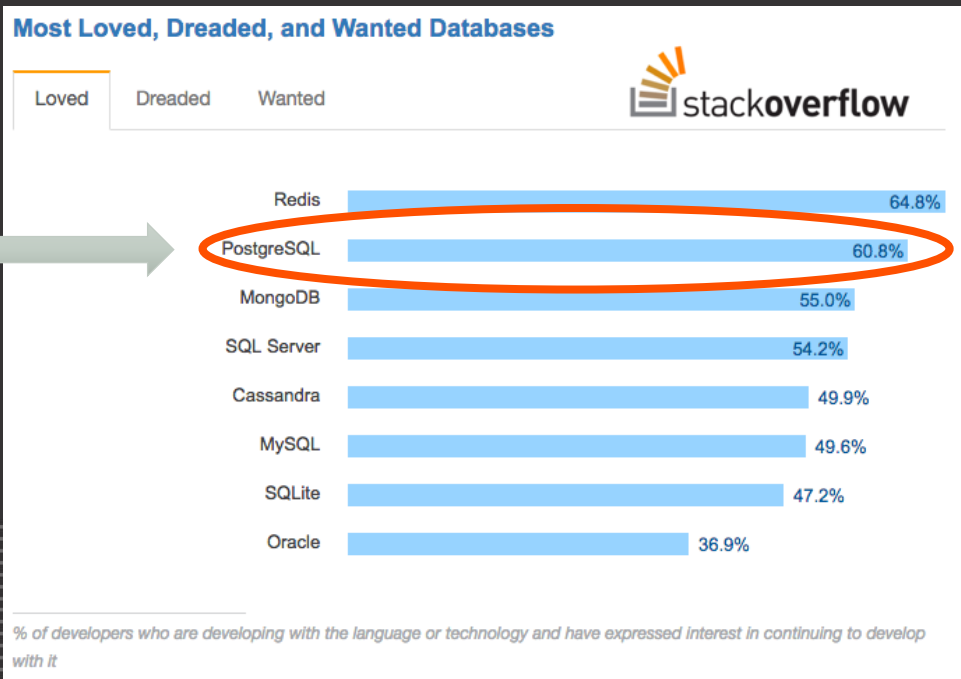 Most Loved, Dreaded, and Wanted Databases
Loved Dreaded Wanted
stackoverflow
Redis 64.8%
PostgreSQL 60.8%
MongoDB 55.0%
SQL Server 54.2%
Cassandra 49.9%
MySQL 49.6%
SQLite 47.2%
Oracle 36.9%
% of developers who are developing with the language or technology and have expressed interest in continuing to develop
with it